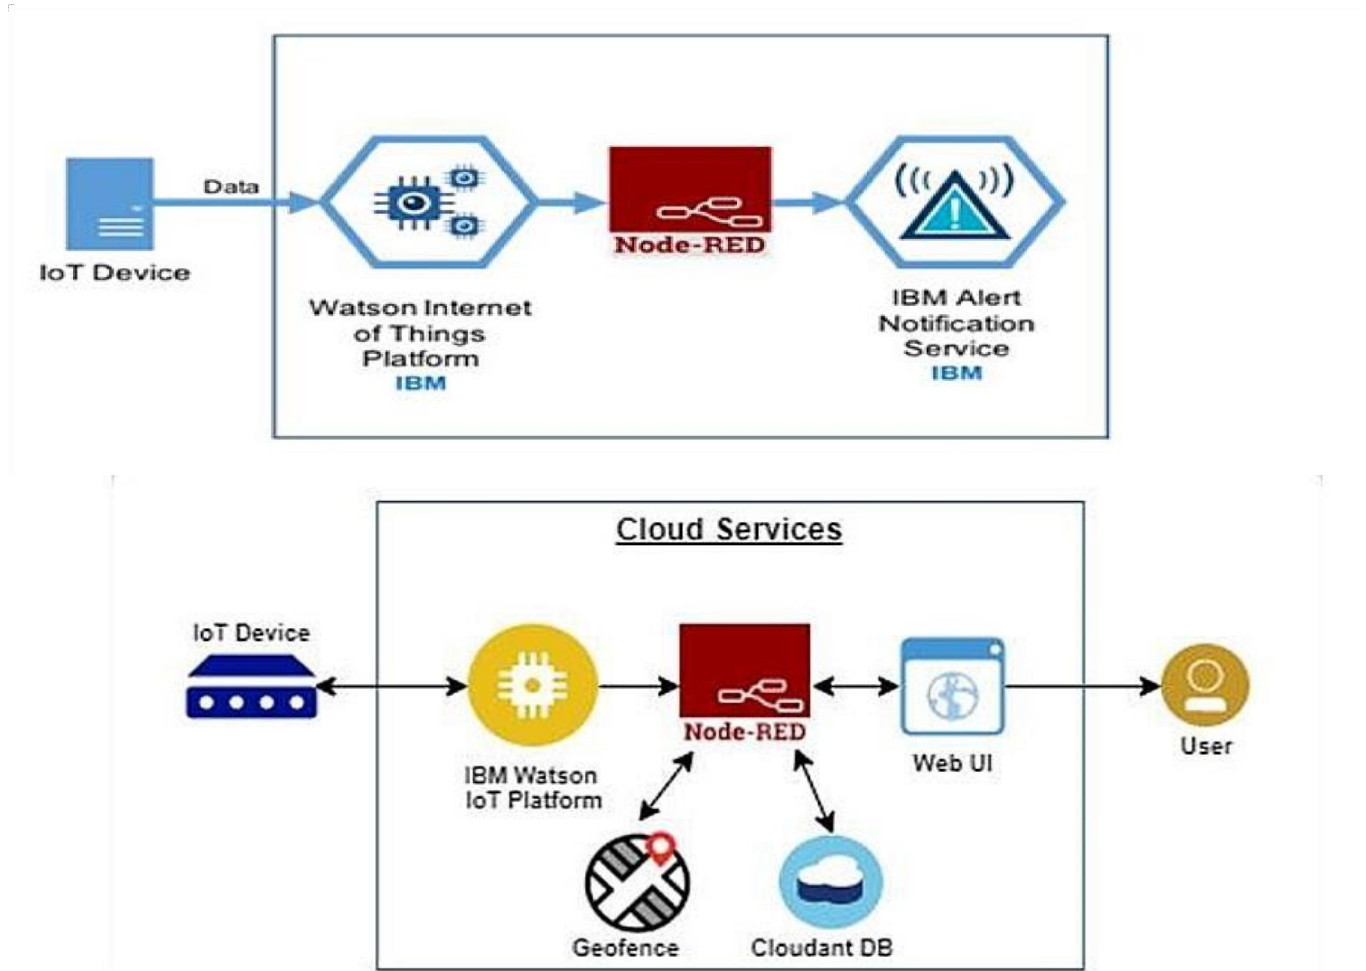 Data
IoT Device
Node-RED
Watson Internet
of Things
Platform
IBM
IBM Alert
Notification
Service
IBM
Cloud Services
IoT Device
IBM Watson
IoT Platform
Node-RED
Web UI
User
Geofence
Cloudant DB